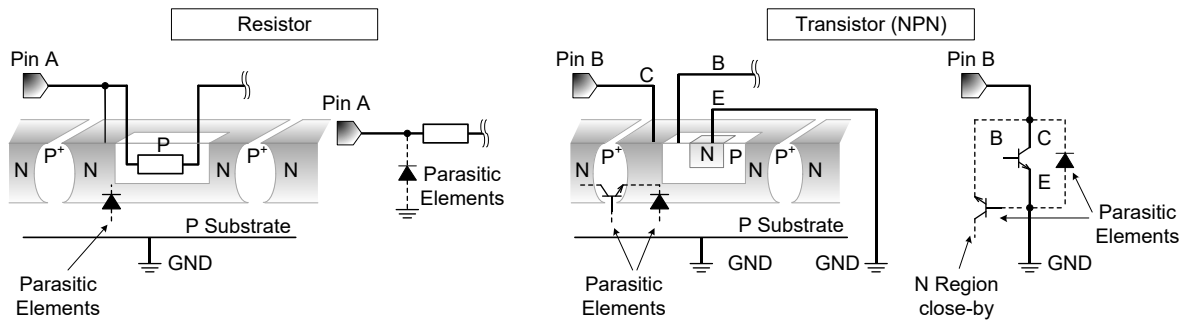 Resistor
Pin A
N
P+
N
P
N
P+
N
P Substrate
GND
Parasitic
Elements
Pin A
Parasitic
Elements
Transistor (NPN)
Pin B
C
B
E
N
P+
N
N
P
N
P+
N
P Substrate
GND
GND
Parasitic
Elements
Pin B
B
C
E
Parasitic
Elements
GND
N Region
close-by